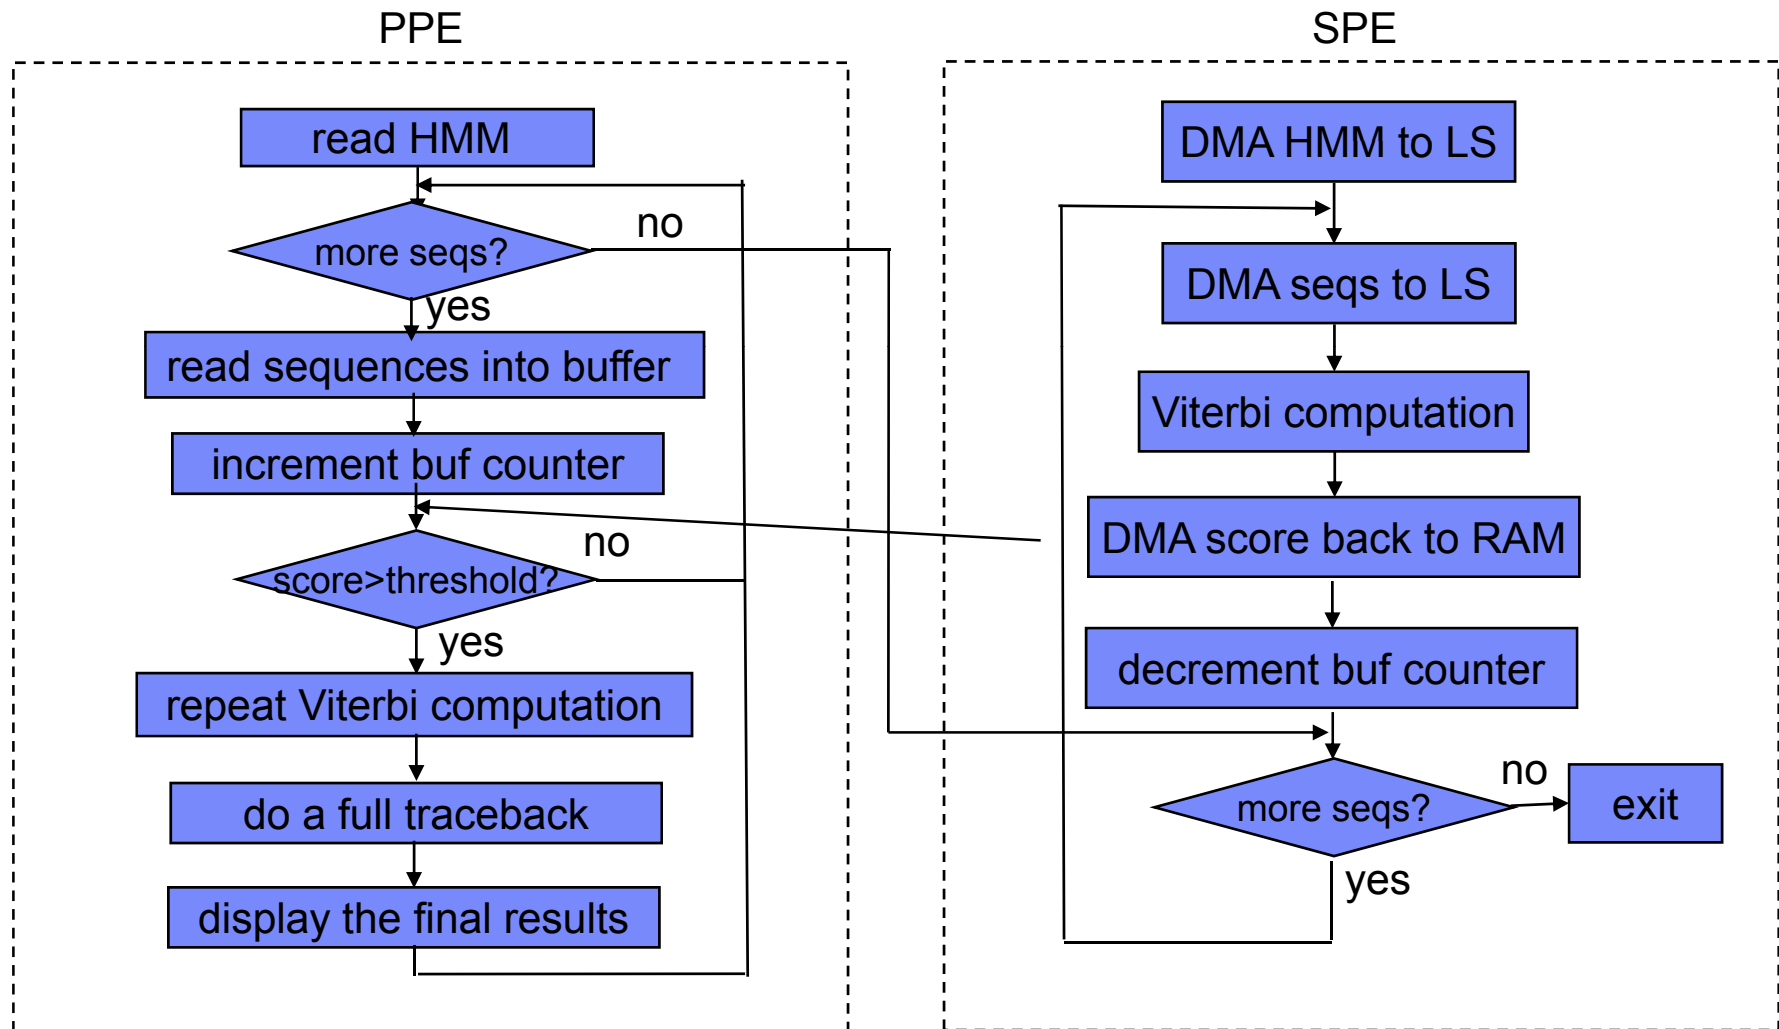 PPE
read HMM
more seqs?
no
yes
read sequences into buffer
increment buf counter
score>threshold?
no
yes
repeat Viterbi computation
do a full traceback
display the final results
SPE
DMA HMM to LS
DMA seqs to LS
Viterbi computation
DMA score back to RAM
decrement buf counter
more seqs?
no
exit
yes